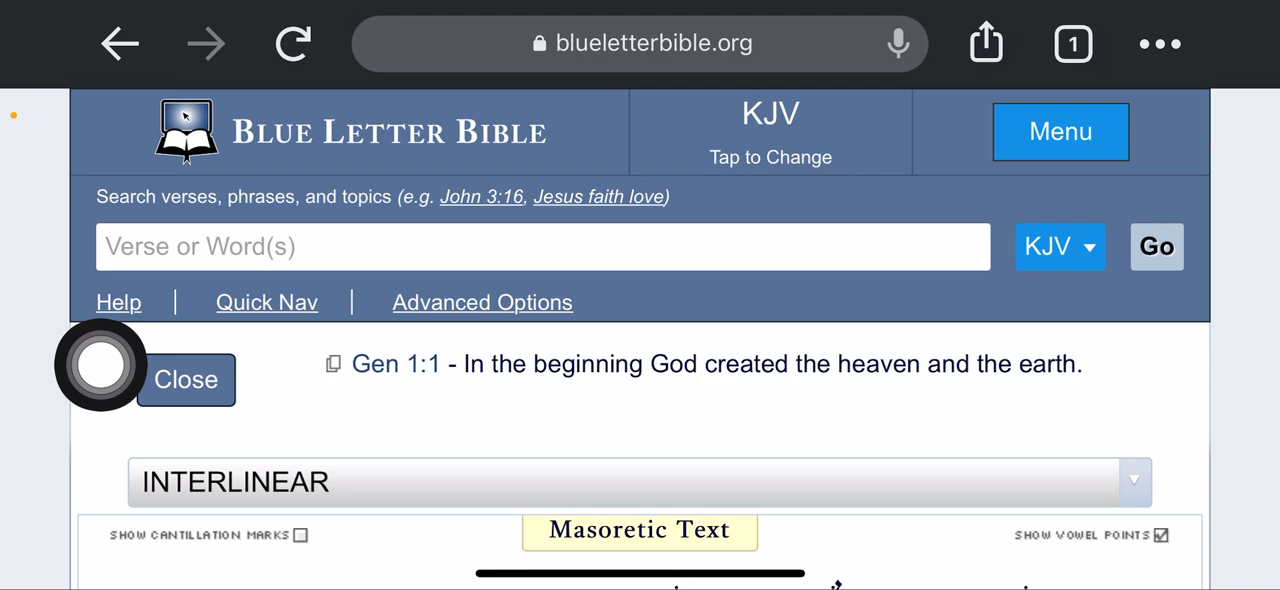 blueletterbible.org
1
BLUE LETTER BIBLE
KJV
Tap to Change
Menu
Search verses, phrases, and topics (e.g. John 3:16, Jesus faith love)
Verse or Word(s)
KJV
Go
Help | Quick Nav | Advanced Options
Close
Gen 1:1 - In the beginning God created the heaven and the earth.
INTERLINEAR
SHOW CANTILLATION MARKS
Masoretic Text
SHOW VOWEL POINTS